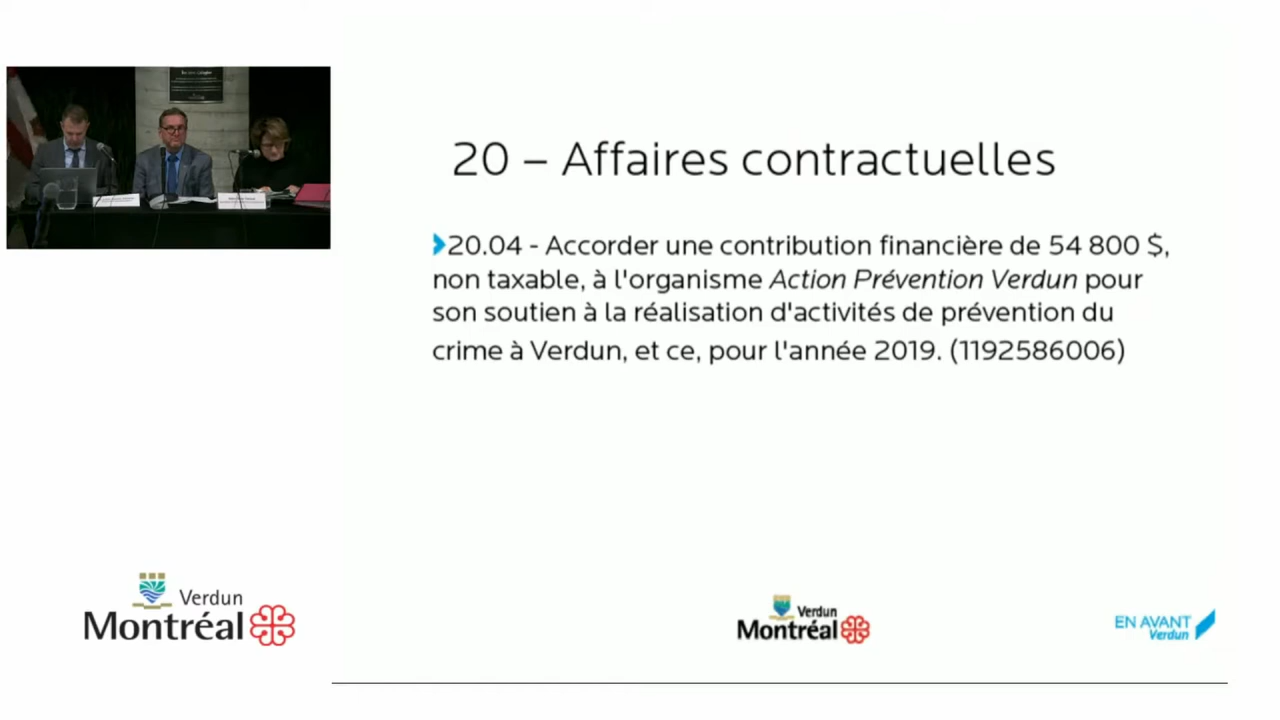 20 – Affaires contractuelles
20.04 - Accorder une contribution financière de 54 800 $,
non taxable, à l'organisme Action Prévention Verdun pour
son soutien à la réalisation d'activités de prévention du
crime à Verdun, et ce, pour l'année 2019. (1192586006)
Verdun
Montréal
Verdun
Montréal
EN AVANT
Verdun